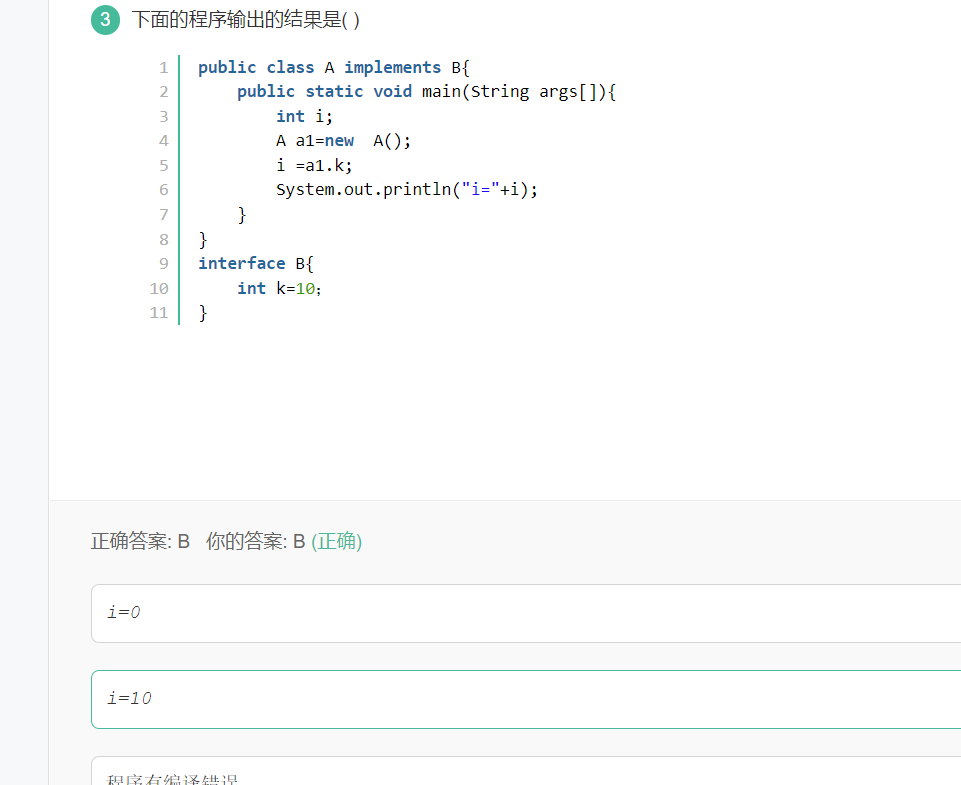 3 下面的程序输出的结果是( )
1 public class A implements B{
2 public static void main(String args[]){
3 int i;
4 A a1=new  A();
5 i =a1.k;
6 System.out.println("i="+i);
7 }
8 }
9 interface B{
10 int k=10;
11 }
正确答案: B   你的答案: B (正确)
i=0
i=10
程序有编译错误